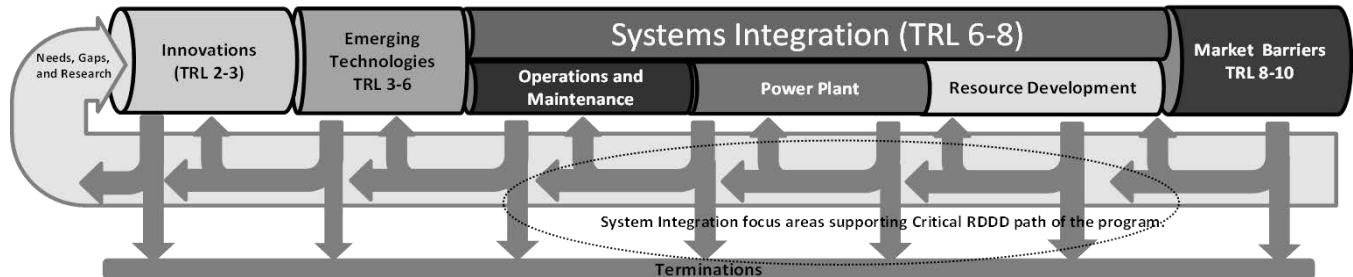 Needs, Gaps,
and Research
Innovations
(TRL 2-3)
Emerging
Technologies
TRL 3-6
Systems Integration (TRL 6-8)
Operations and
Maintenance
Power Plant
Resource Development
Market Barriers
TRL 8-10
System Integration focus areas supporting Critical RDDD path of the program.
Terminations